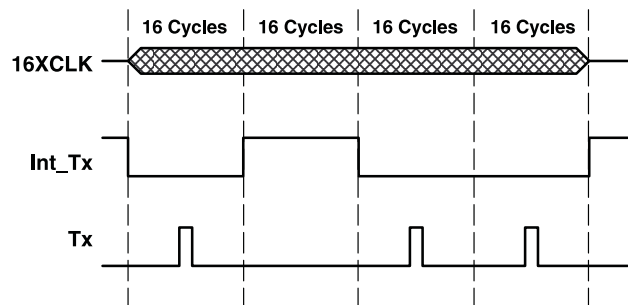 16 Cycles 16 Cycles 16 Cycles 16 Cycles
16XCLK
Int_Tx
Tx